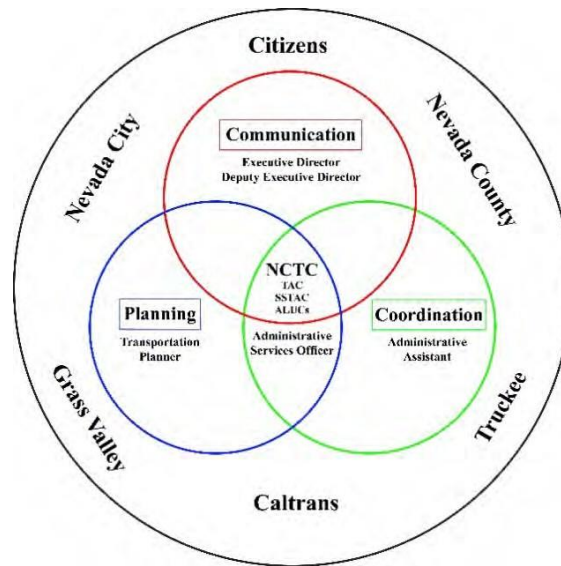 Citizens
Nevada City
Nevada County
Communication
Executive Director
Deputy Executive Director
NCTC
TAC
SSTAC
ALUCs
Planning
Transportation
Planner
Administrative
Services Officer
Coordination
Administrative
Assistant
Grass Valley
Truckee
Caltrans